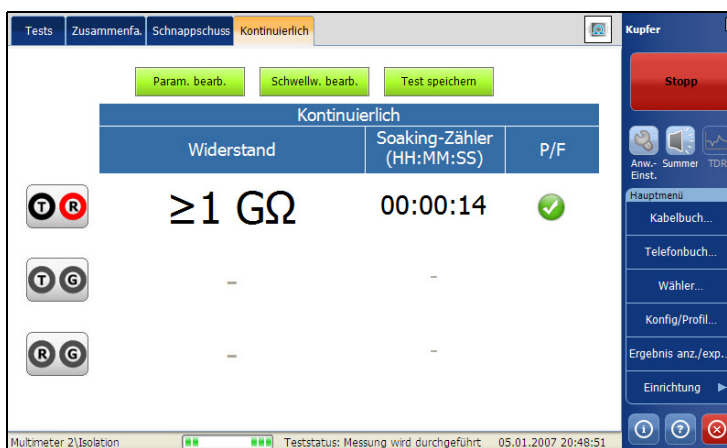 Tests Zusammenfa. Schnappschuss Kontinuierlich
Kupfer
Param. bearb. Schwellw. bearb. Test speichern
Stopp
Kontinuierlich
Widerstand Soaking-Zähler (HH:MM:SS) P/F
Anw.-Einst. Summer TDR
Hauptmenü
T R ≥1 GΩ 00:00:14
Kabelbuch...
Telefonbuch...
T G – –
Wähler...
Konfig/Profil...
R G – –
Ergebnis anz./exp...
Einrichtung
Multimeter 2\Isolation Teststatus: Messung wird durchgeführt 05.01.2007 20:48:51